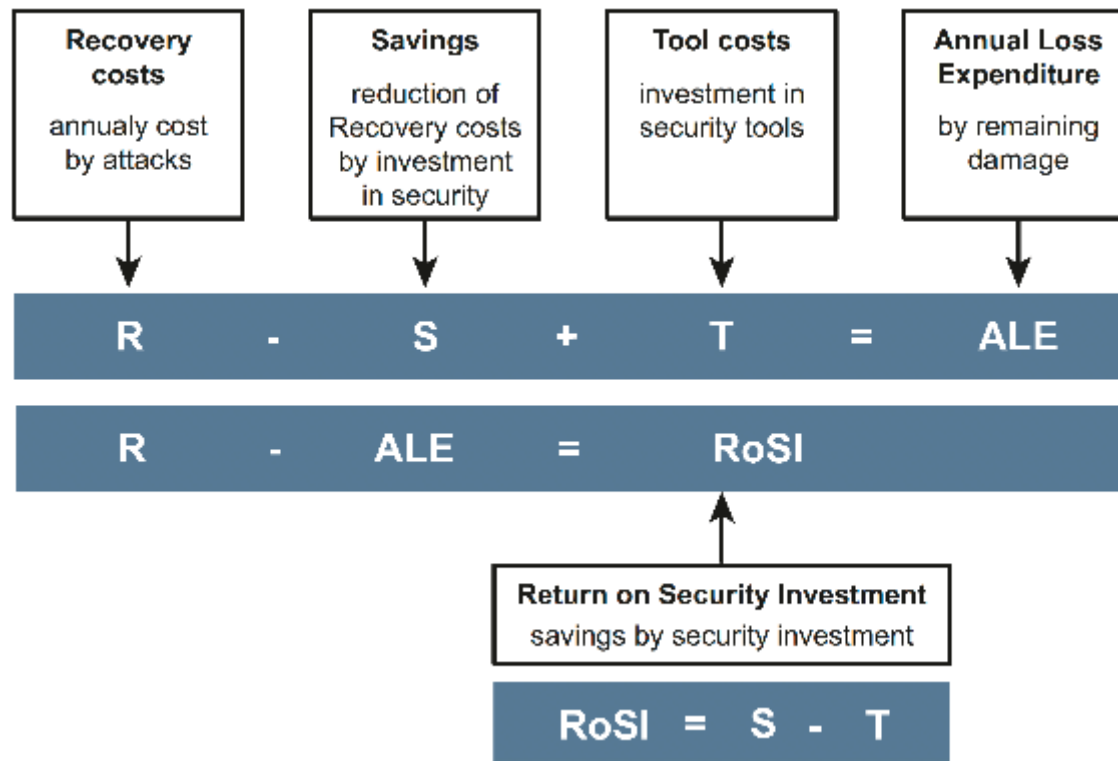 Recovery
costs
annualy cost
by attacks
Savings
reduction of
Recovery costs
by investment
in security
Tool costs
investment in
security tools
Annual Loss
Expenditure
by remaining
damage
R - S + T = ALE
R - ALE = RoSI
Return on Security Investment
savings by security investment
RoSI = S - T